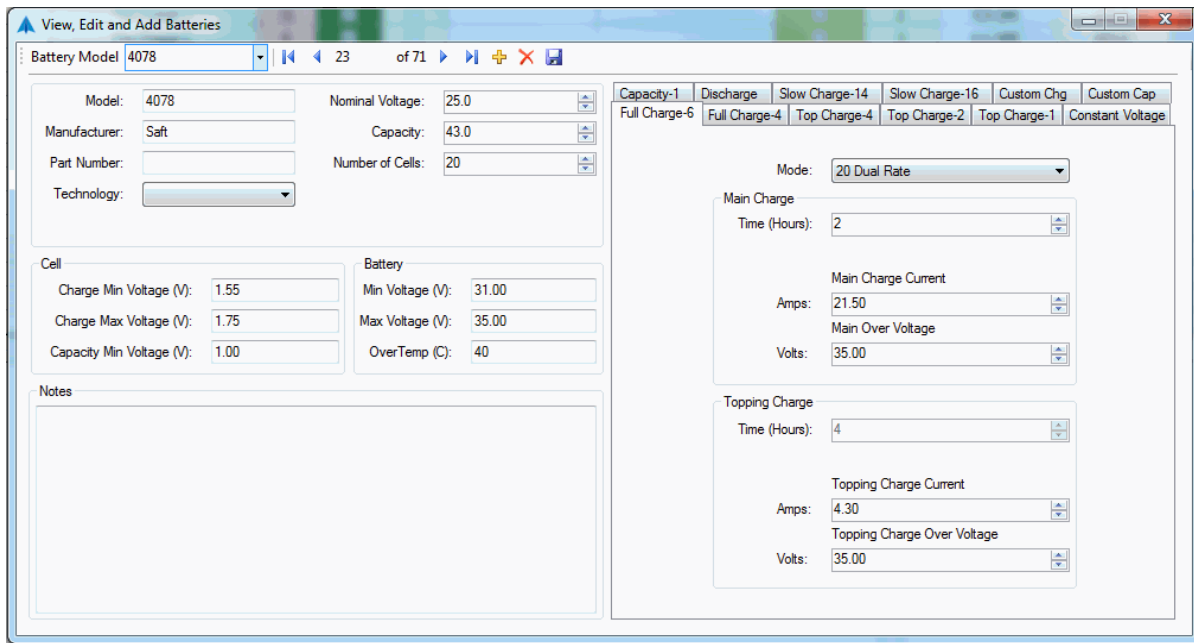 View, Edit and Add Batteries
Battery Model 4078 23 of 71
Model: 4078
Manufacturer: Saft
Part Number:
Technology:
Nominal Voltage: 25.0
Capacity: 43.0
Number of Cells: 20
Cell
Charge Min Voltage (V): 1.55
Charge Max Voltage (V): 1.75
Capacity Min Voltage (V): 1.00
Battery
Min Voltage (V): 31.00
Max Voltage (V): 35.00
OverTemp (C): 40
Notes
Capacity-1 Discharge Slow Charge-14 Slow Charge-16 Custom Chg Custom Cap
Full Charge-6 Full Charge-4 Top Charge-4 Top Charge-2 Top Charge-1 Constant Voltage
Mode: 20 Dual Rate
Main Charge
Time (Hours): 2
Main Charge Current
Amps: 21.50
Main Over Voltage
Volts: 35.00
Topping Charge
Time (Hours): 4
Topping Charge Current
Amps: 4.30
Topping Charge Over Voltage
Volts: 35.00